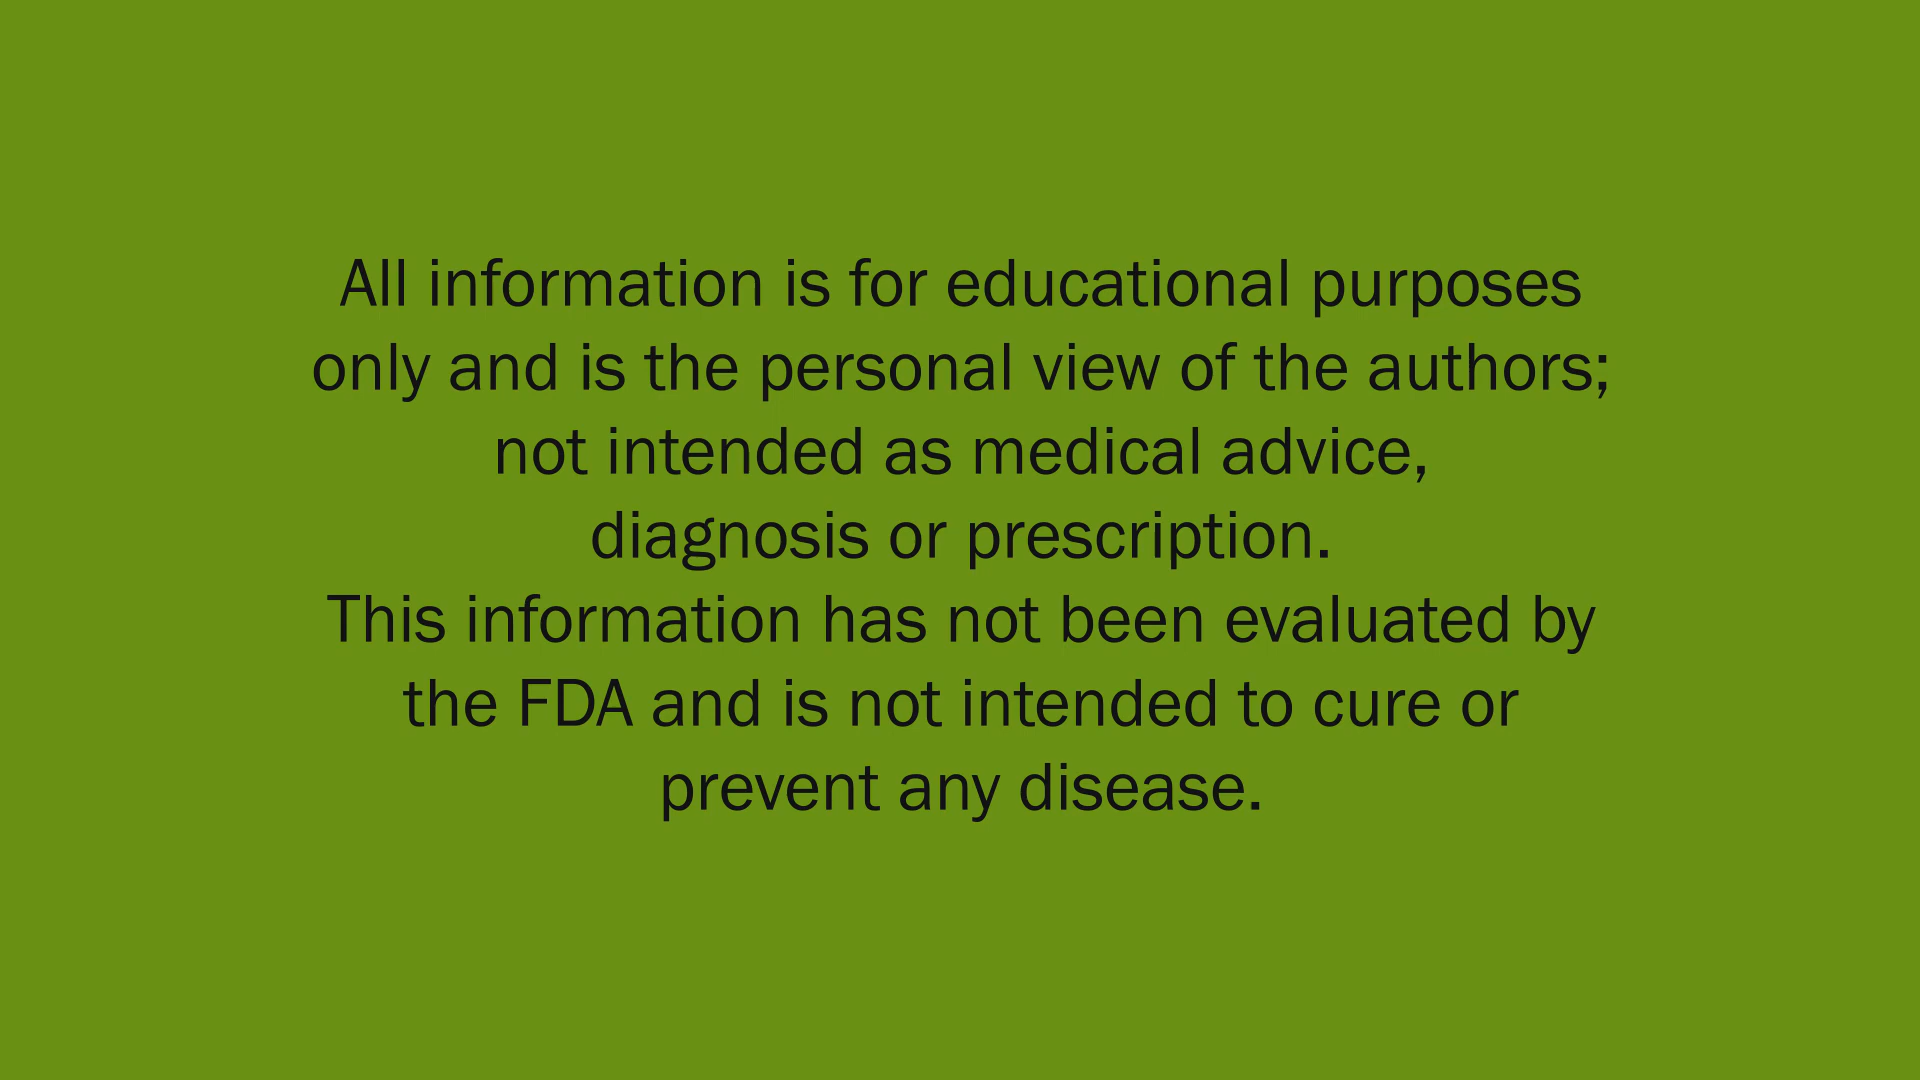 All information is for educational purposes
only and is the personal view of the authors;
not intended as medical advice,
diagnosis or prescription.
This information has not been evaluated by
the FDA and is not intended to cure or
prevent any disease.